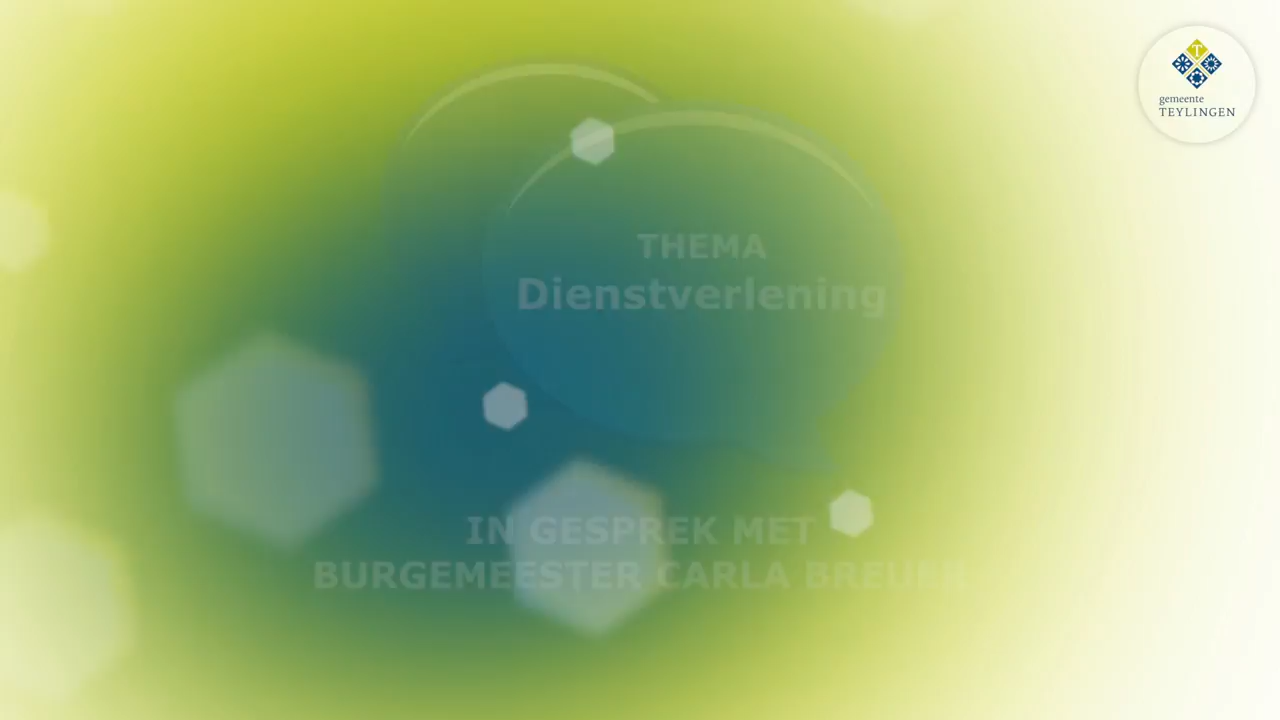 gemeente
TEYLINGEN
THEMA
Dienstverlening
IN GESPREK MET
BURGEMEESTER CARLA BREUER